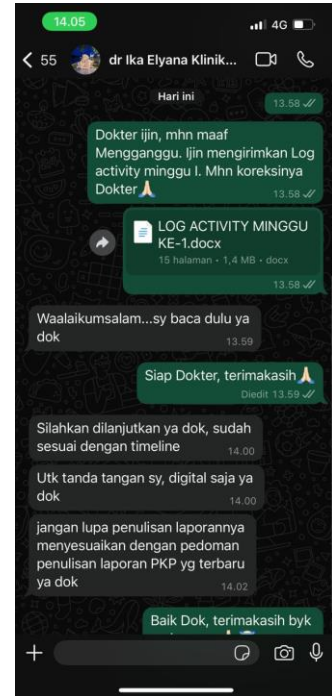 14.05
4G
55
dr Ika Elyana Klinik...
Hari ini
13.58
Dokter ijin, mhn maaf
Mengganggu. Ijin mengirimkan Log
activity minggu I. Mhn koreksinya
Dokter🙏🏻
13.58
LOG ACTIVITY MINGGU
KE-1.docx
15 halaman • 1,4 MB • docx
13.58
Waalaikumsalam...sy baca dulu ya
dok
13.59
Siap Dokter, terimakasih🙏🏻
Diedit 13.59
Silahkan dilanjutkan ya dok, sudah
sesuai dengan timeline
14.00
Utk tanda tangan sy, digital saja ya
dok
14.00
jangan lupa penulisan laporannya
menyesuaikan dengan pedoman
penulisan laporan PKP yg terbaru
ya dok
14.02
Baik Dok, terimakasih byk